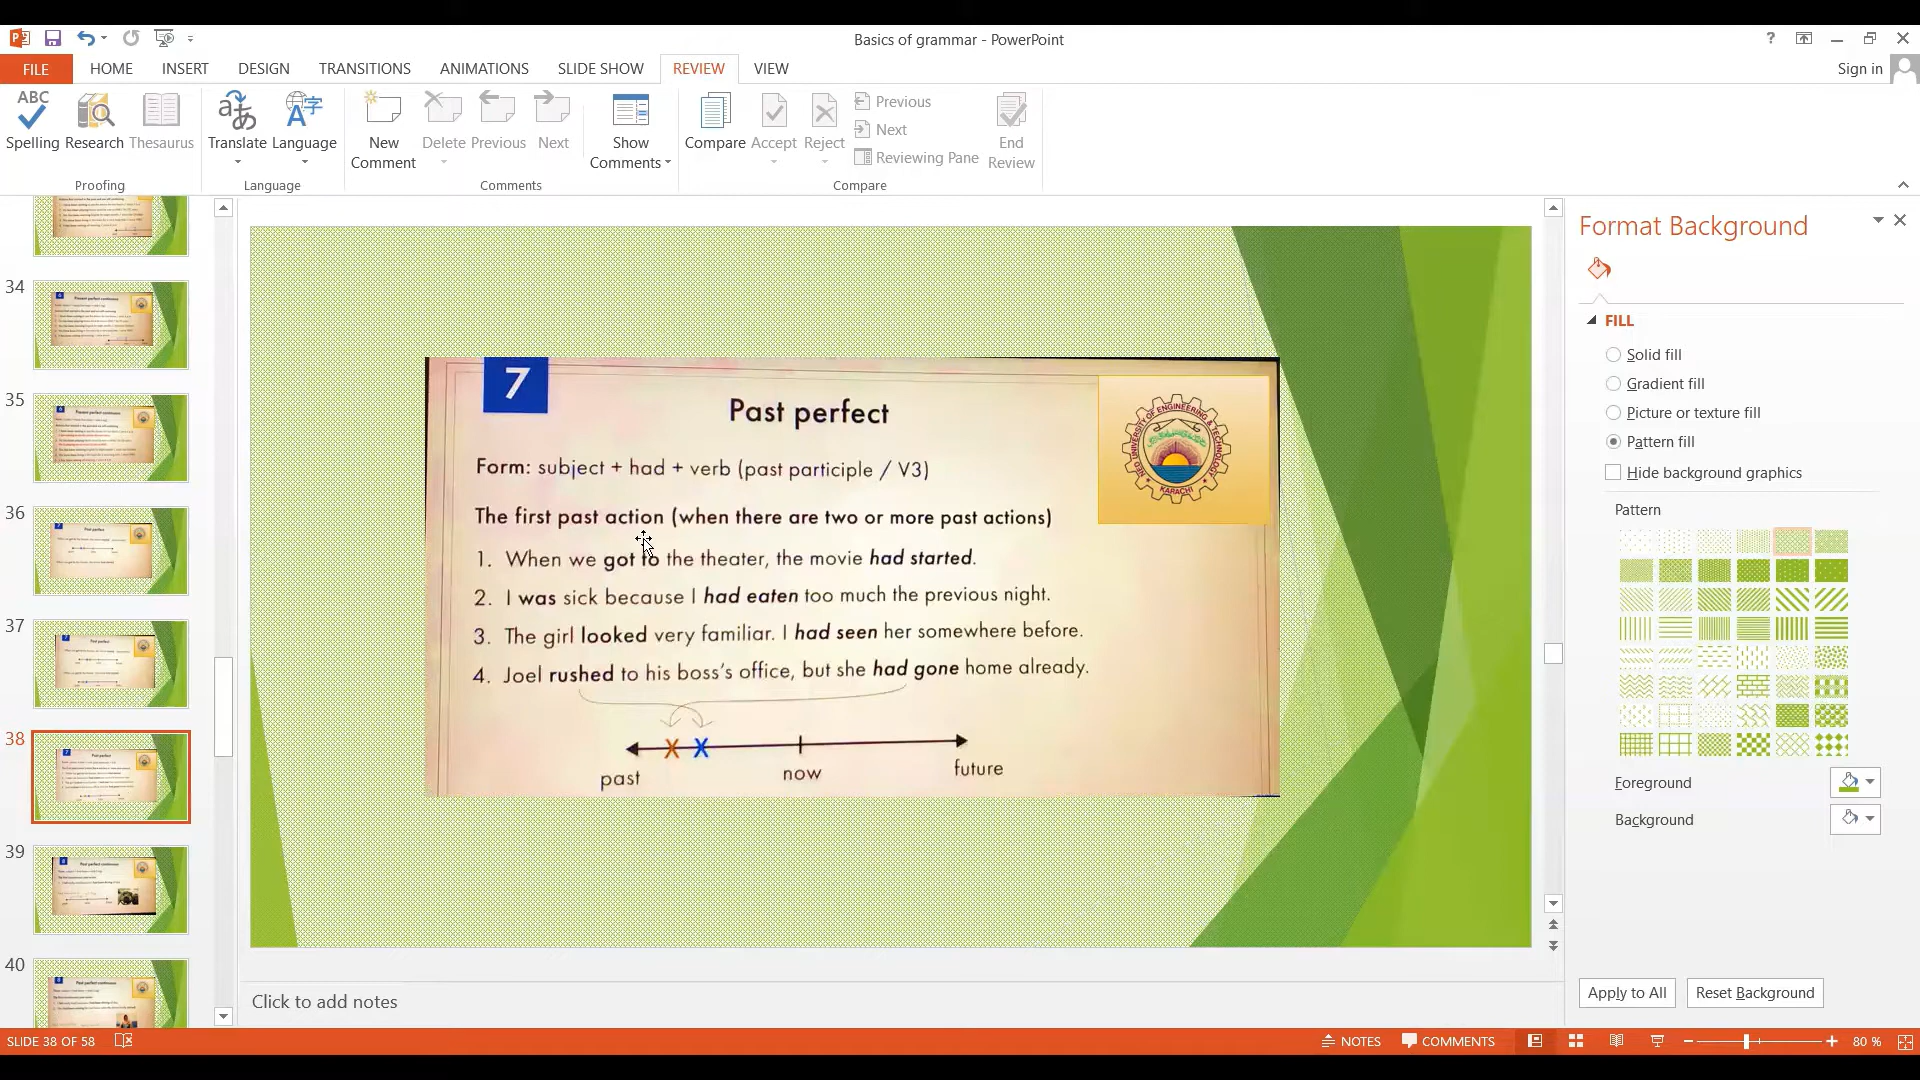 Basics of grammar - PowerPoint
?
FILE HOME INSERT DESIGN TRANSITIONS ANIMATIONS SLIDE SHOW REVIEW VIEW Sign in
ABC
Spelling Research Thesaurus Translate Language New Comment Delete Previous Next Show Comments Compare Accept Reject Previous Next Reviewing Pane End Review
Proofing Language Comments Compare
34
35
36
37
38
39
40
7
Past perfect
NED UNIVERSITY OF ENGINEERING & TECHNOLOGY
KARACHI
Form: subject + had + verb (past participle / V3)
The first past action (when there are two or more past actions)
1. When we got to the theater, the movie had started.
2. I was sick because I had eaten too much the previous night.
3. The girl looked very familiar. I had seen her somewhere before.
4. Joel rushed to his boss's office, but she had gone home already.
X X
past now future
Click to add notes
Format Background
FILL
Solid fill
Gradient fill
Picture or texture fill
Pattern fill
Hide background graphics
Pattern
Foreground
Background
Apply to All Reset Background
SLIDE 38 OF 58 NOTES COMMENTS 80 %